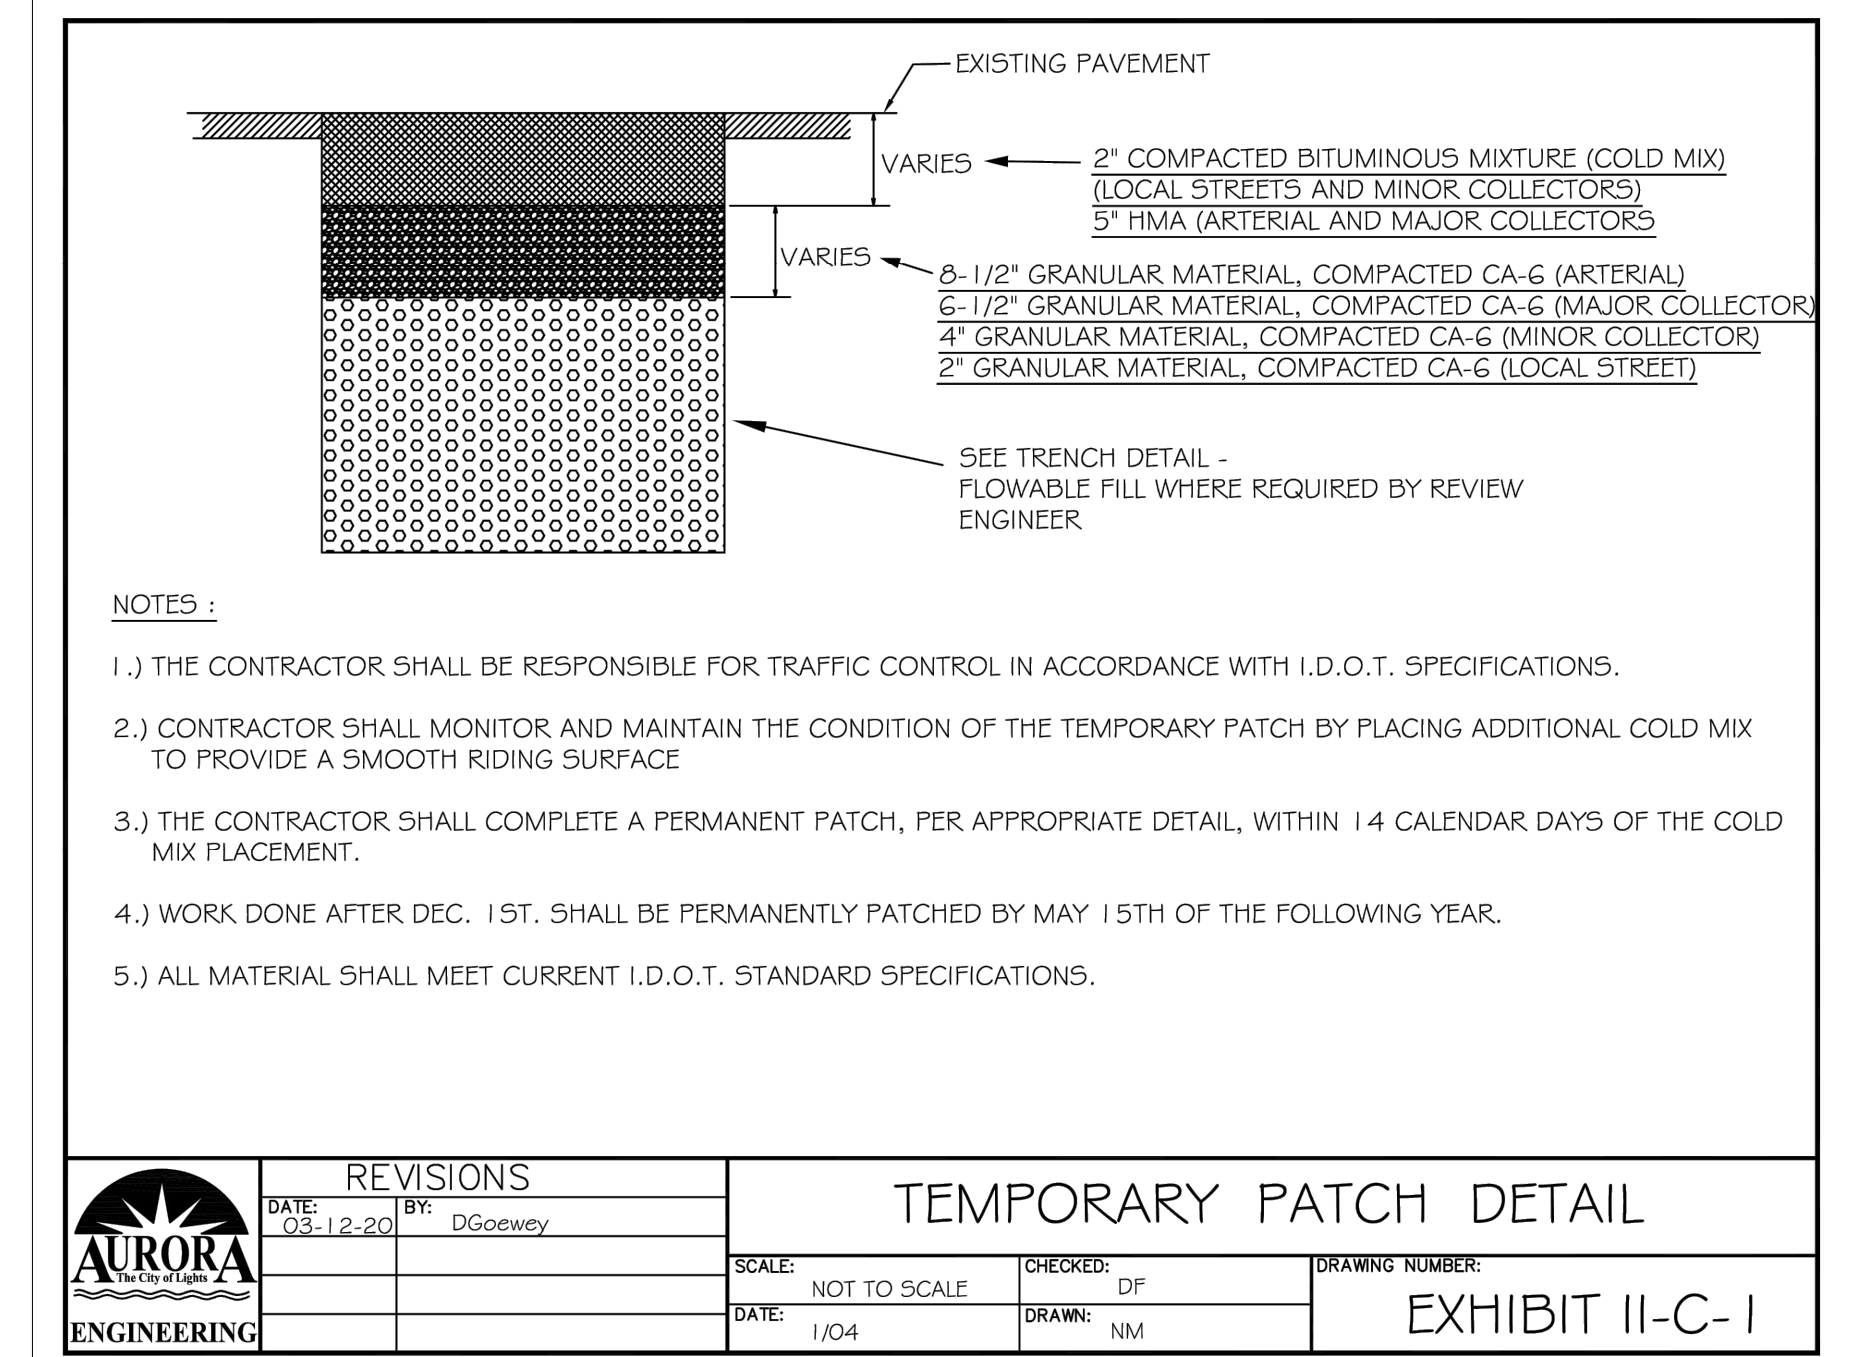 EXISTING PAVEMENT
VARIES
2" COMPACTED BITUMINOUS MIXTURE (COLD MIX)
(LOCAL STREETS AND MINOR COLLECTORS)
5" HMA (ARTERIAL AND MAJOR COLLECTORS
VARIES
8-1/2" GRANULAR MATERIAL, COMPACTED CA-6 (ARTERIAL)
6-1/2" GRANULAR MATERIAL, COMPACTED CA-6 (MAJOR COLLECTOR)
4" GRANULAR MATERIAL, COMPACTED CA-6 (MINOR COLLECTOR)
2" GRANULAR MATERIAL, COMPACTED CA-6 (LOCAL STREET)
SEE TRENCH DETAIL -
FLOWABLE FILL WHERE REQUIRED BY REVIEW
ENGINEER
NOTES :
1.) THE CONTRACTOR SHALL BE RESPONSIBLE FOR TRAFFIC CONTROL IN ACCORDANCE WITH I.D.O.T. SPECIFICATIONS.
2.) CONTRACTOR SHALL MONITOR AND MAINTAIN THE CONDITION OF THE TEMPORARY PATCH BY PLACING ADDITIONAL COLD MIX
TO PROVIDE A SMOOTH RIDING SURFACE
3.) THE CONTRACTOR SHALL COMPLETE A PERMANENT PATCH, PER APPROPRIATE DETAIL, WITHIN 14 CALENDAR DAYS OF THE COLD
MIX PLACEMENT.
4.) WORK DONE AFTER DEC. 1ST. SHALL BE PERMANENTLY PATCHED BY MAY 15TH OF THE FOLLOWING YEAR.
5.) ALL MATERIAL SHALL MEET CURRENT I.D.O.T. STANDARD SPECIFICATIONS.
AURORA
The City of Lights
ENGINEERING
REVISIONS
DATE: BY:
03-12-20 DGoewey
TEMPORARY PATCH DETAIL
SCALE:
NOT TO SCALE
CHECKED:
DF
DATE:
1/04
DRAWN:
NM
DRAWING NUMBER:
EXHIBIT II-C-1